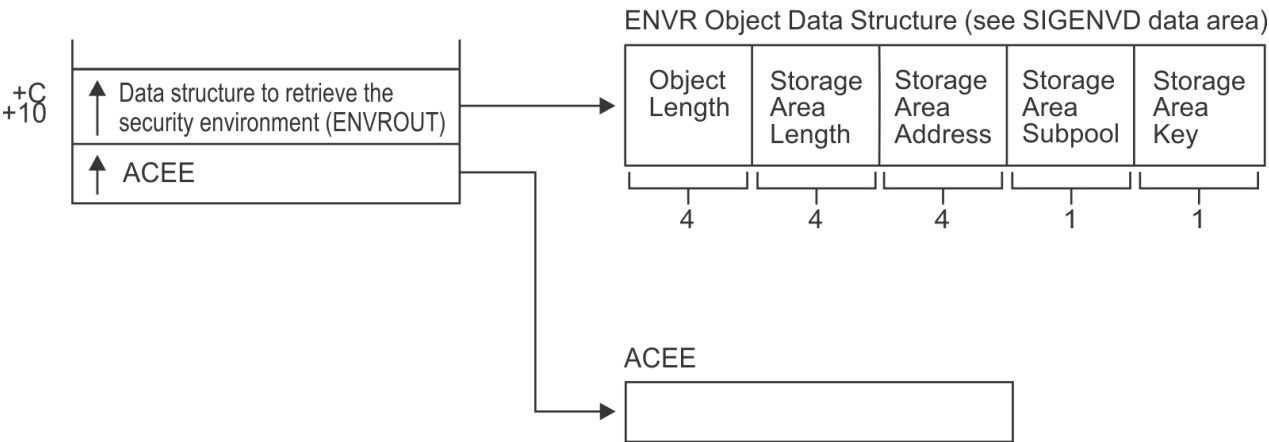 ENVR Object Data Structure (see SIGENVD data area)
+C
+10
Data structure to retrieve the
security environment (ENVROUT)
ACEE
Object
Length
Storage
Area
Length
Storage
Area
Address
Storage
Area
Subpool
Storage
Area
Key
4
4
4
1
1
ACEE